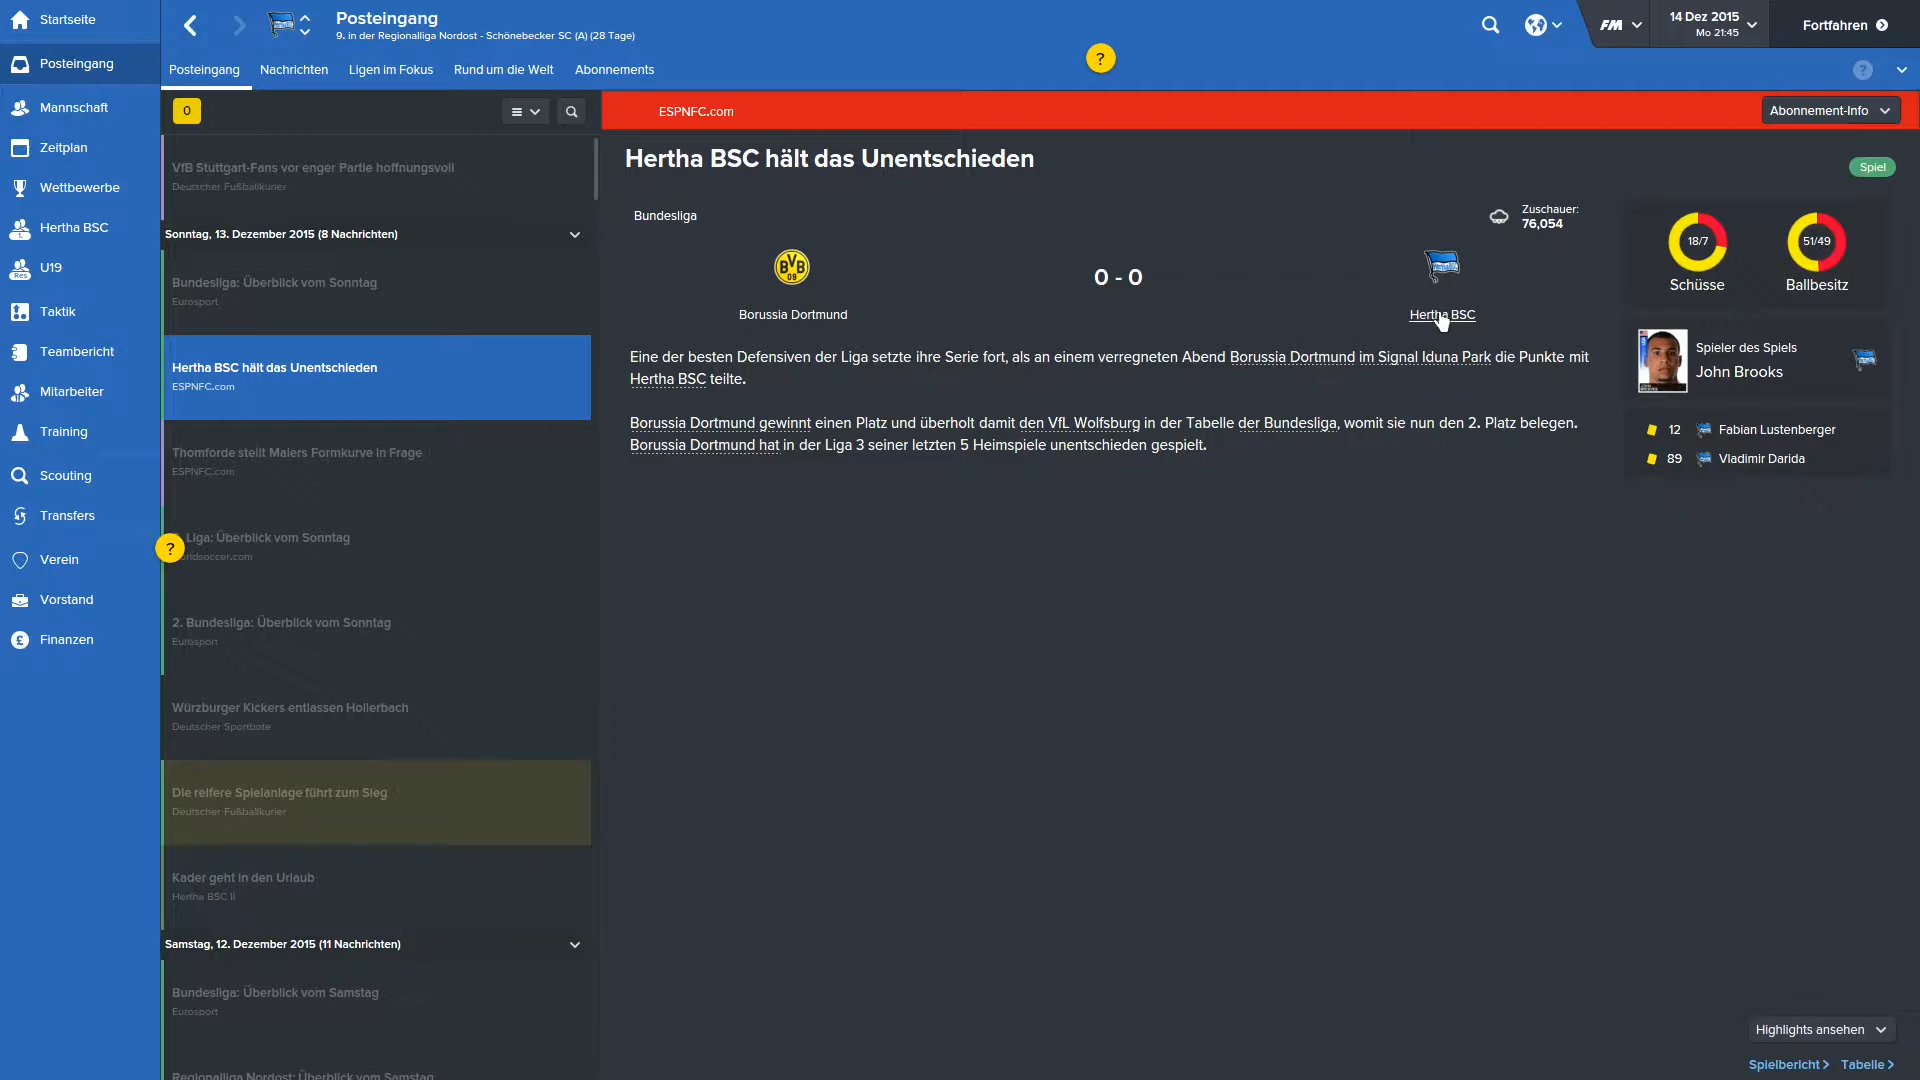 Startseite
Posteingang
Mannschaft
Zeitplan
Wettbewerbe
Hertha BSC
U19
Taktik
Teambericht
Mitarbeiter
Training
Scouting
Transfers
Verein
Vorstand
Finanzen
Posteingang
9. in der Regionalliga Nordost - Schönebecker SC (A) (28 Tage)
FM
14 Dez 2015
Mo 21:45
Fortfahren
Posteingang
Nachrichten
Ligen im Fokus
Rund um die Welt
Abonnements
?
?
0
VfB Stuttgart-Fans vor enger Partie hoffnungsvoll
Deutscher Fußballkurier
Sonntag, 13. Dezember 2015 (8 Nachrichten)
Bundesliga: Überblick vom Sonntag
Eurosport
Hertha BSC hält das Unentschieden
ESPNFC.com
Thomforde stellt Maiers Formkurve in Frage
ESPNFC.com
?
Liga: Überblick vom Sonntag
2. Bundesliga: Überblick vom Sonntag
Eurosport
Würzburger Kickers entlassen Hollerbach
Deutscher Sportbote
Die reifere Spielanlage führt zum Sieg
Deutscher Fußballkurier
Kader geht in den Urlaub
Hertha BSC II
Samstag, 12. Dezember 2015 (11 Nachrichten)
Bundesliga: Überblick vom Samstag
Eurosport
Regionalliga Nordost: Überblick vom Samstag
ESPNFC.com
Abonnement-Info
Hertha BSC hält das Unentschieden
Spiel
Bundesliga
Zuschauer:
76,054
BVB
09
0 - 0
Borussia Dortmund
Hertha BSC
Eine der besten Defensiven der Liga setzte ihre Serie fort, als an einem verregneten Abend Borussia Dortmund im Signal Iduna Park die Punkte mit
Hertha BSC teilte.
Borussia Dortmund gewinnt einen Platz und überholt damit den VfL Wolfsburg in der Tabelle der Bundesliga, womit sie nun den 2. Platz belegen.
Borussia Dortmund hat in der Liga 3 seiner letzten 5 Heimspiele unentschieden gespielt.
18/7
Schüsse
51/49
Ballbesitz
Spieler des Spiels
John Brooks
12 Fabian Lustenberger
89 Vladimir Darida
Highlights ansehen
Spielbericht
Tabelle